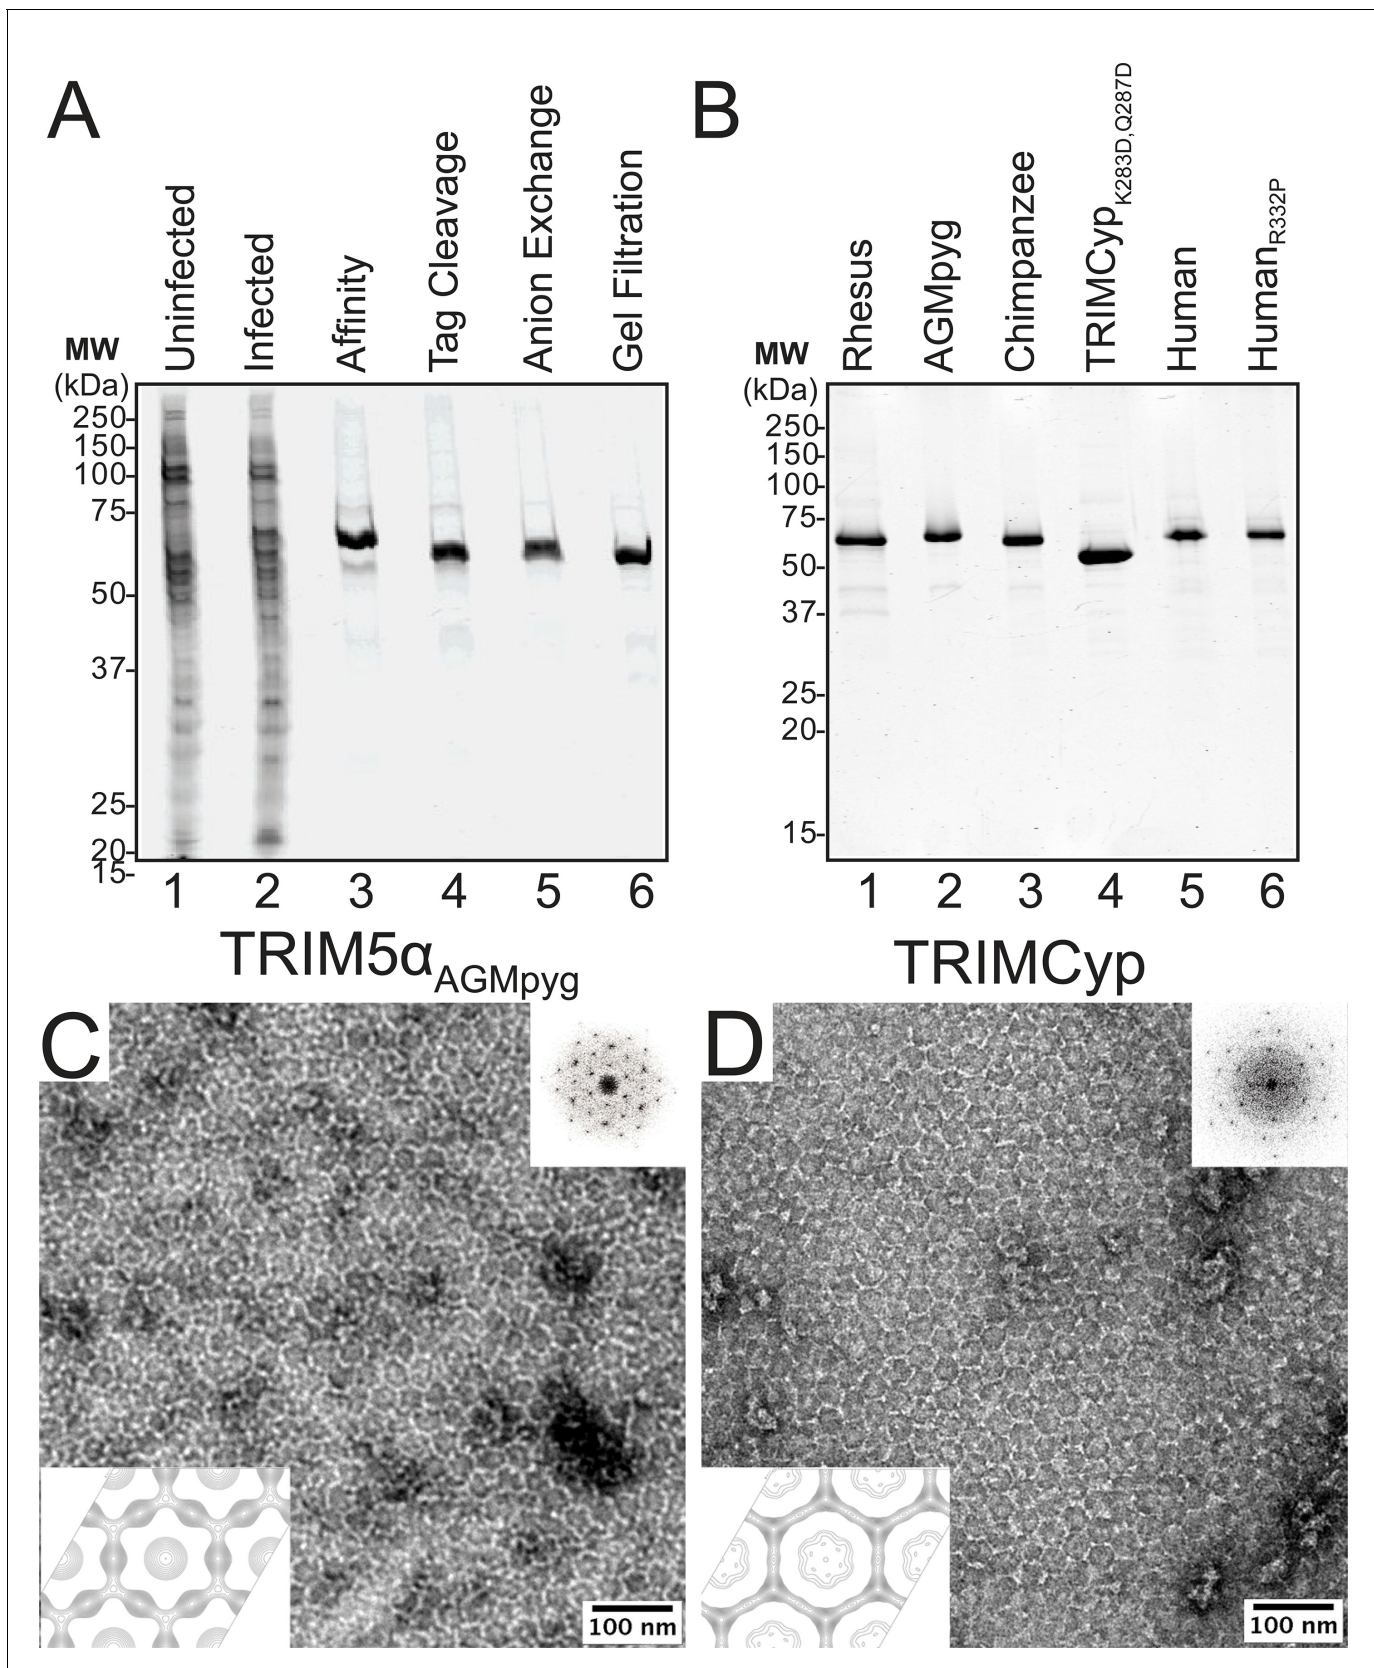 A
Uninfected
Infected
Affinity
Tag Cleavage
Anion Exchange
Gel Filtration
MW
(kDa)
250-
150-
100-
75-
50-
37-
25-
20-
15-
1 2 3 4 5 6
B
Rhesus
AGMpyg
Chimpanzee
TRIMCypK283D,Q287D
Human
HumanR332P
MW
(kDa)
250-
150-
100-
75-
50-
37-
25-
20-
15-
1 2 3 4 5 6
TRIM5αAGMpyg
C
100 nm
TRIMCyp
D
100 nm